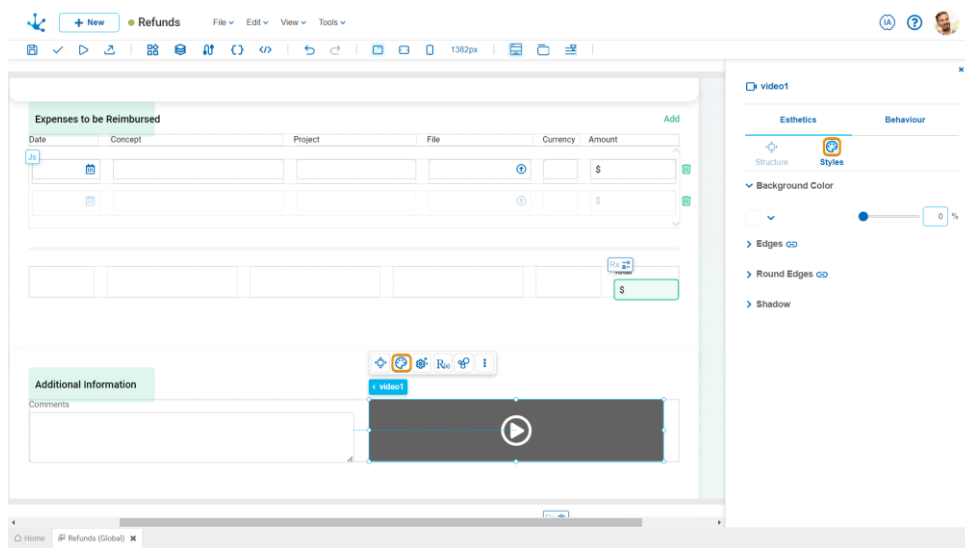 + New
Refunds
File
Edit
View
Tools
IA
?
1382px
video1
Expenses to be Reimbursed
Add
Esthetics
Behaviour
Date
Concept
Project
File
Currency
Amount
Js
Structure
Styles
$
Background Color
$
0 %
Edges
Rx
Round Edges
$
Shadow
R(x)
Additional Information
video1
Comments
Home
Refunds (Global)